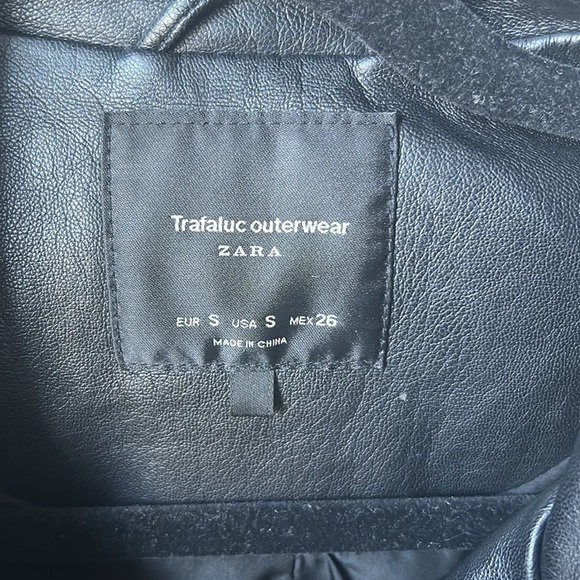 Trafaluc outerwear
ZARA
EUR S USA S MEX 26
MADE IN CHINA